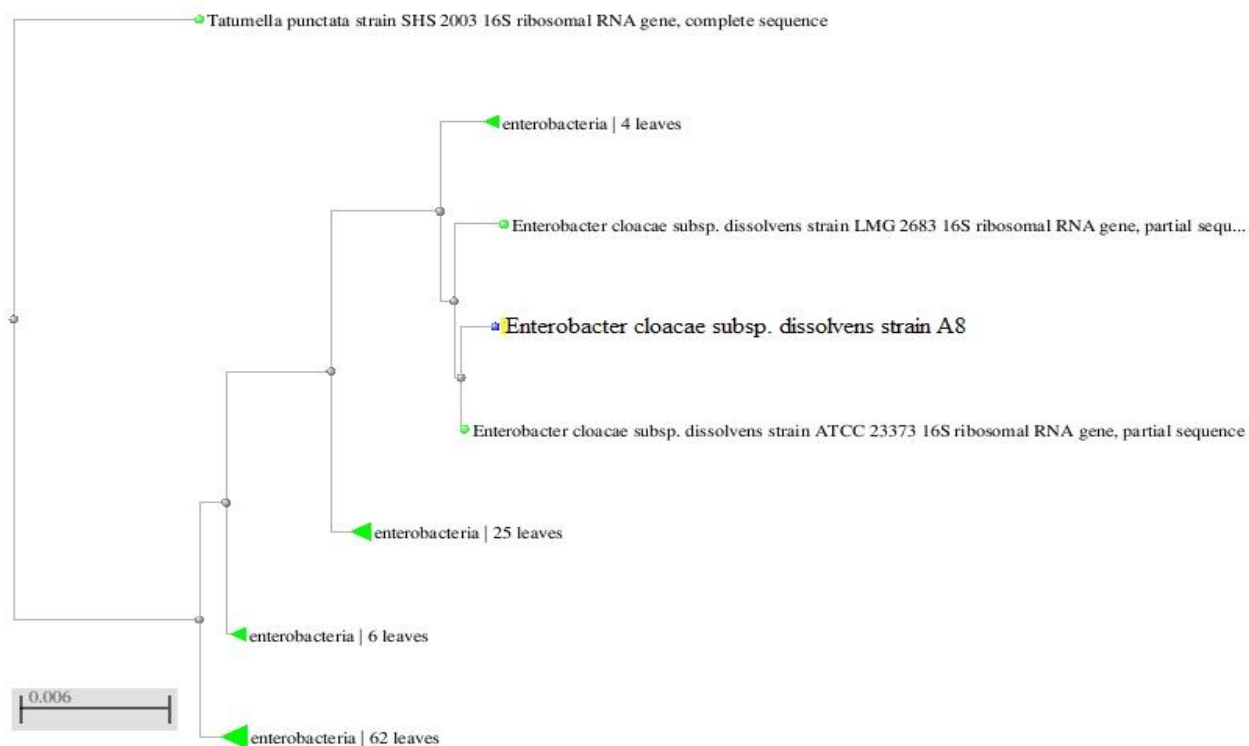 Tatumella punctata strain SHS 2003 16S ribosomal RNA gene, complete sequence
enterobacteria | 4 leaves
Enterobacter cloacae subsp. dissolvens strain LMG 2683 16S ribosomal RNA gene, partial sequ...
Enterobacter cloacae subsp. dissolvens strain A8
Enterobacter cloacae subsp. dissolvens strain ATCC 23373 16S ribosomal RNA gene, partial sequence
enterobacteria | 25 leaves
enterobacteria | 6 leaves
0.006
enterobacteria | 62 leaves